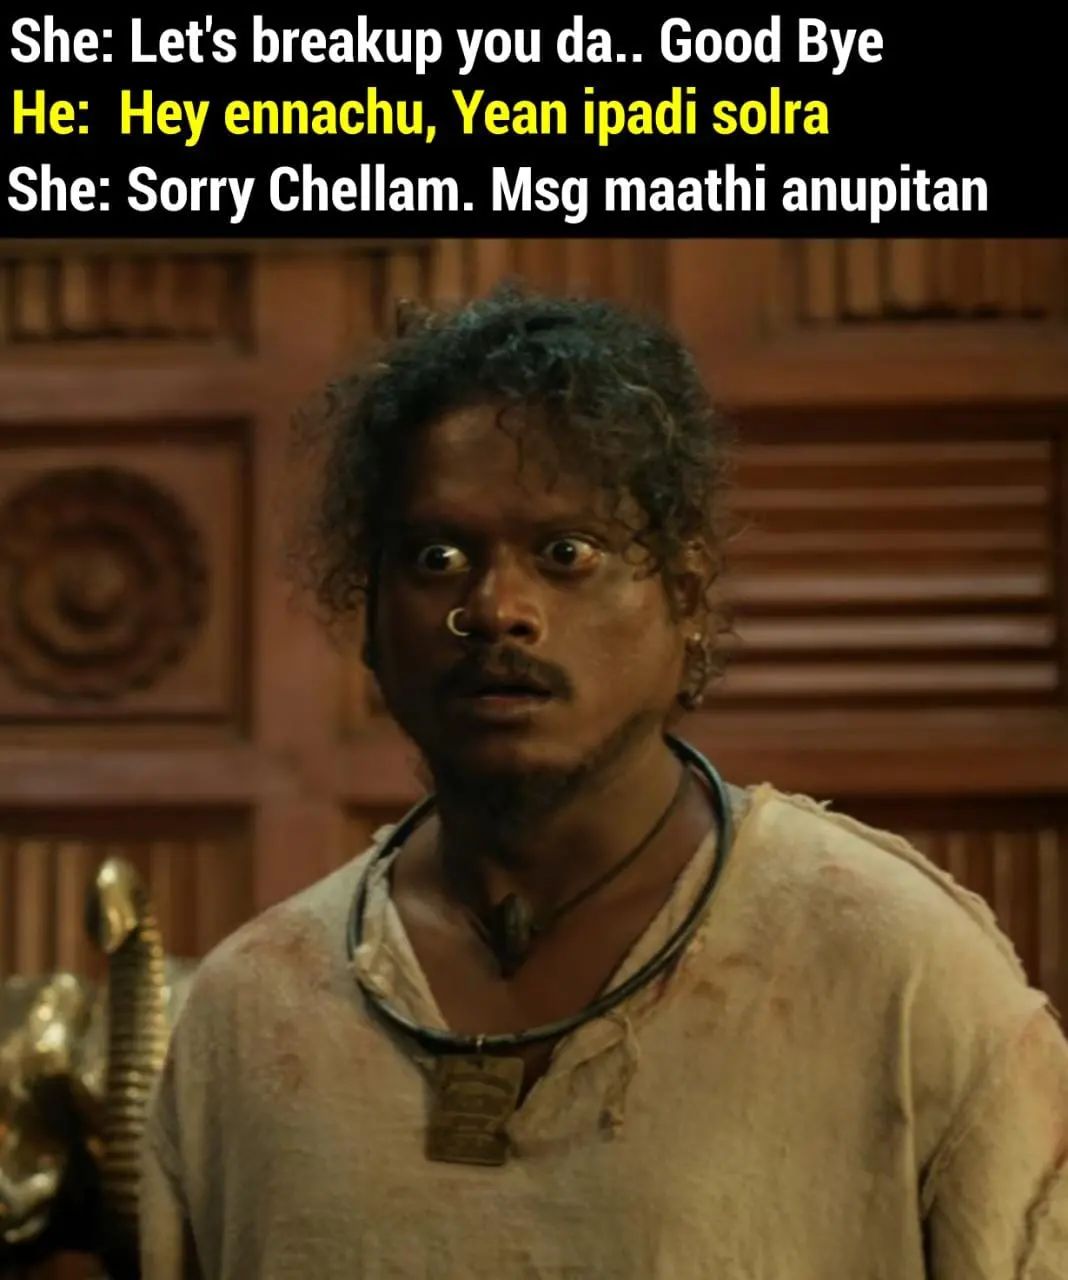 She: Let's breakup you da.. Good Bye
He: Hey ennachu, Yean ipadi solra
She: Sorry Chellam. Msg maathi anupitan